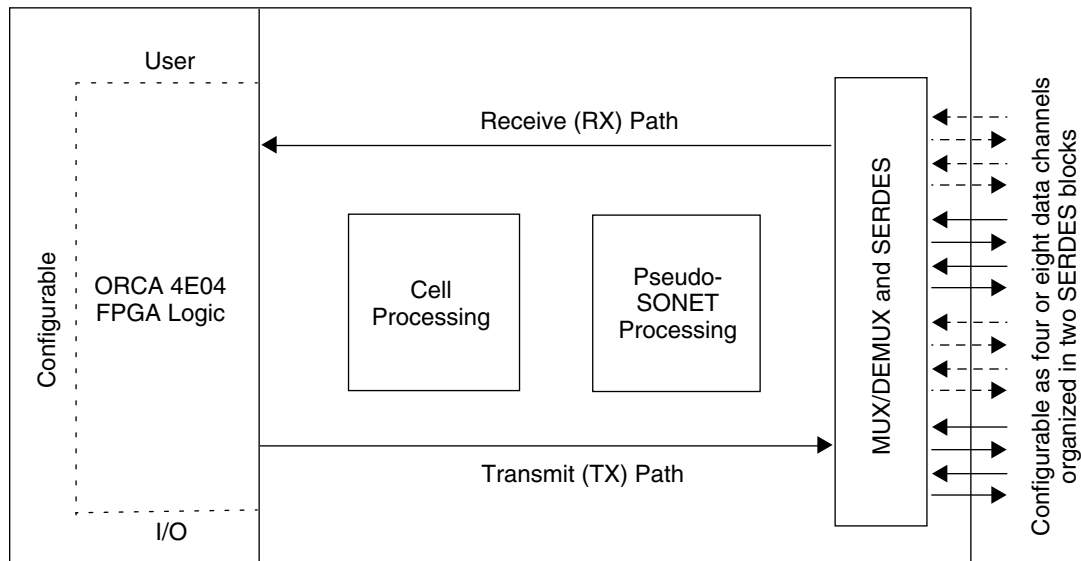 User
Configurable
ORCA 4E04
FPGA Logic
I/O
Receive (RX) Path
Cell
Processing
Pseudo-
SONET
Processing
Transmit (TX) Path
MUX/DEMUX and SERDES
Configurable as four or eight data channels
organized in two SERDES blocks